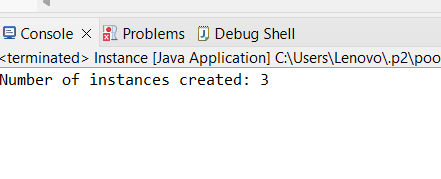 Console Problems Debug Shell
<terminated> Instance [Java Application] C:\Users\Lenovo\.p2\poo
Number of instances created: 3